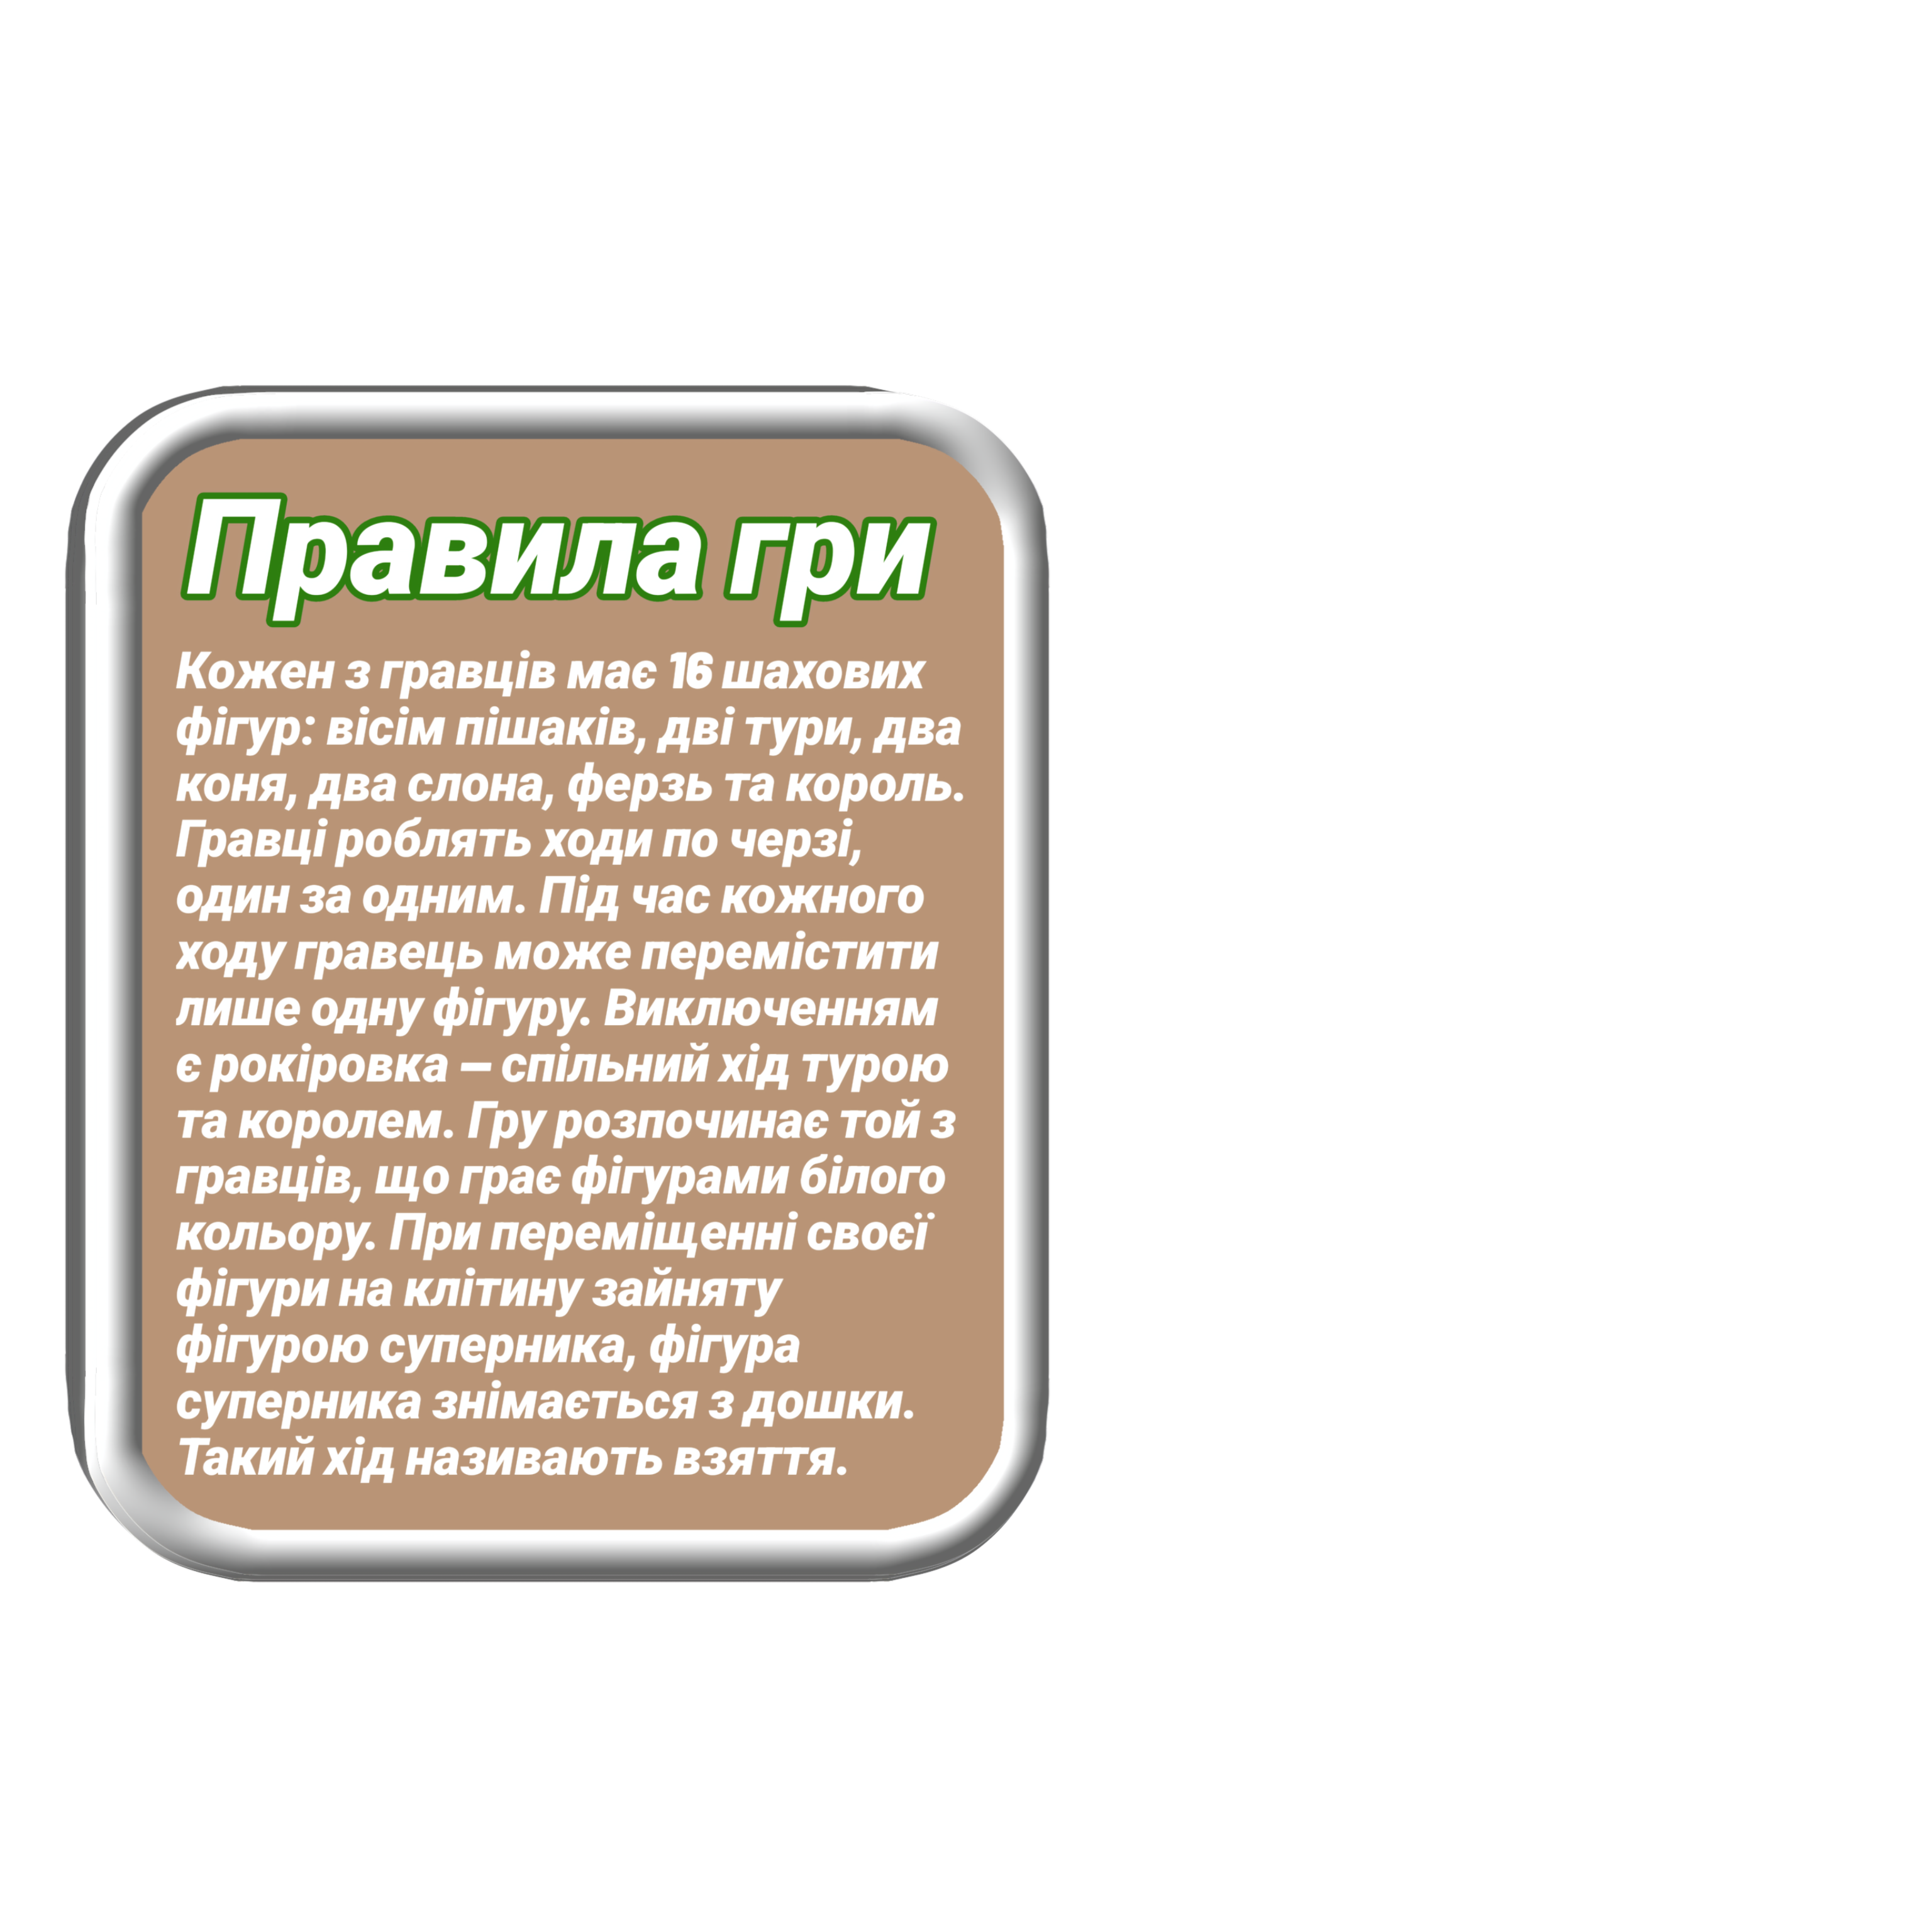 Правила гри
Кожен з гравців має 16 шахових
фігур: вісім пішаків, дві тури, два
коня, два слона, ферзь та король.
Гравці роблять ходи по черзі,
один за одним. Під час кожного
ходу гравець може перемістити
лише одну фігуру. Виключенням
є рокіровка — спільний хід турою
та королем. Гру розпочинає той з
гравців, що грає фігурами білого
кольору. При переміщенні своєї
фігури на клітину зайняту
фігурою суперника, фігура
суперника знімається з дошки.
Такий хід називають взяття.